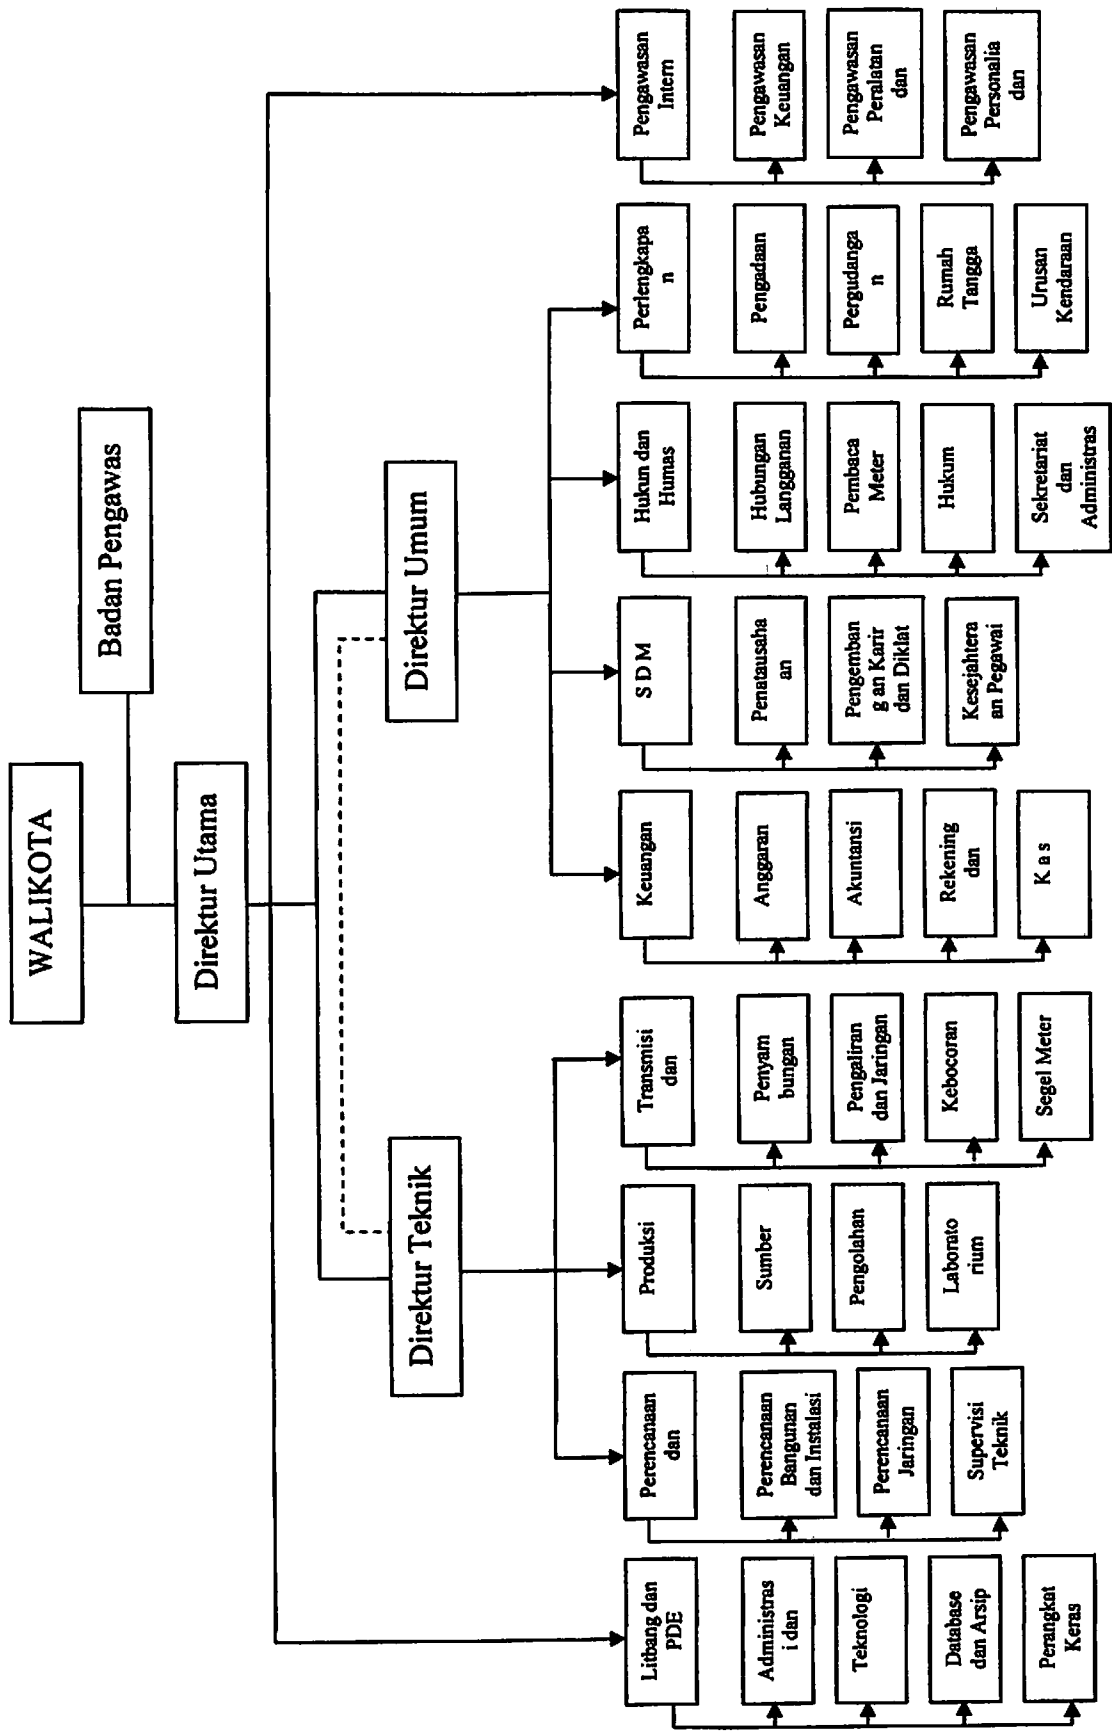 WALIKOTA
Badan Pengawas
Direktur Utama
Direktur Teknik
Direktur Umum
Litbang dan
PDE
Administras
i dan
Teknologi
Database
dan Arsip
Perangkat
Keras
Perencanaan
dan
Perencanaan
Bangunan
dan Instalasi
Perencanaan
Jaringan
Supervisi
Teknik
Produksi
Sumber
Pengolahan
Laborato
rium
Transmisi
dan
Penyam
bungan
Pengaliran
dan Jaringan
Kebocoran
Segel Meter
Keuangan
Anggaran
Akuntansi
Rekening
dan
K a s
S D M
Penatausaha
an
Pengemban
g an Karir
dan Diklat
Kesejahtera
an Pegawai
Hukun dan
Humas
Hubungan
Langganan
Pembaca
Meter
Hukum
Sekretariat
dan
Administras
Perlengkapa
n
Pengadaan
Pergudanga
n
Rumah
Tangga
Urusan
Kendaraan
Pengawasan
Intern
Pengawasan
Keuangan
Pengawasan
Peralatan
dan
Pengawasan
Personalia
dan